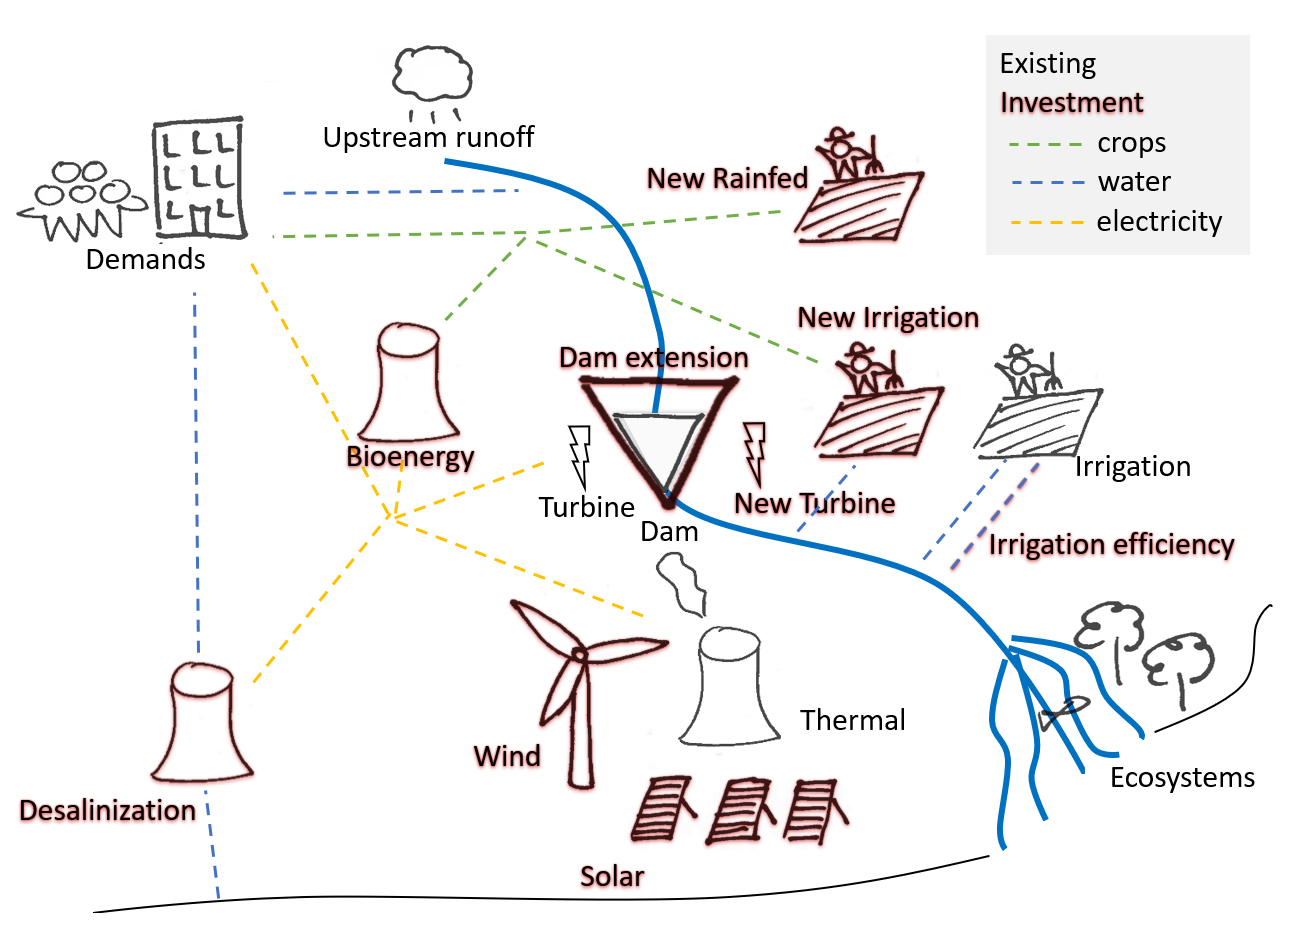 Existing
Investment
crops
water
electricity
Upstream runoff
New Rainfed
Demands
New Irrigation
Dam extension
Bioenergy
Irrigation
Turbine
New Turbine
Dam
Irrigation efficiency
Thermal
Wind
Ecosystems
Desalinization
Solar